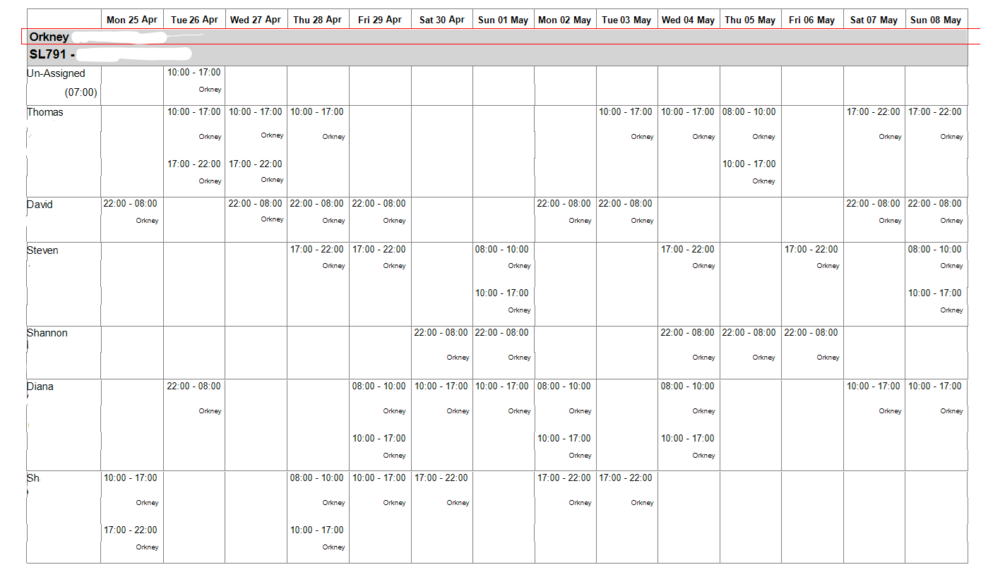 Mon 25 Apr Tue 26 Apr Wed 27 Apr Thu 28 Apr Fri 29 Apr Sat 30 Apr Sun 01 May Mon 02 May Tue 03 May Wed 04 May Thu 05 May Fri 06 May Sat 07 May Sun 08 May
Orkney
SL791 -
Un-Assigned 10:00 - 17:00
(07:00) Orkney
Thomas 10:00 - 17:00 10:00 - 17:00 10:00 - 17:00 10:00 - 17:00 10:00 - 17:00 08:00 - 10:00 17:00 - 22:00 17:00 - 22:00
Orkney Orkney Orkney Orkney Orkney Orkney Orkney Orkney
17:00 - 22:00 17:00 - 22:00 10:00 - 17:00
Orkney Orkney Orkney
David 22:00 - 08:00 22:00 - 08:00 22:00 - 08:00 22:00 - 08:00 22:00 - 08:00 22:00 - 08:00 22:00 - 08:00 22:00 - 08:00
Orkney Orkney Orkney Orkney Orkney Orkney Orkney Orkney
Steven 17:00 - 22:00 17:00 - 22:00 08:00 - 10:00 17:00 - 22:00 17:00 - 22:00 08:00 - 10:00
Orkney Orkney Orkney Orkney Orkney Orkney
10:00 - 17:00 10:00 - 17:00
Orkney Orkney
Shannon 22:00 - 08:00 22:00 - 08:00 22:00 - 08:00 22:00 - 08:00 22:00 - 08:00
Orkney Orkney Orkney Orkney Orkney
Diana 22:00 - 08:00 08:00 - 10:00 10:00 - 17:00 10:00 - 17:00 08:00 - 10:00 08:00 - 10:00 10:00 - 17:00 10:00 - 17:00
Orkney Orkney Orkney Orkney Orkney Orkney Orkney Orkney
10:00 - 17:00 10:00 - 17:00 10:00 - 17:00
Orkney Orkney Orkney
Sh 10:00 - 17:00 08:00 - 10:00 10:00 - 17:00 17:00 - 22:00 17:00 - 22:00 17:00 - 22:00
Orkney Orkney Orkney Orkney Orkney Orkney
17:00 - 22:00 10:00 - 17:00
Orkney Orkney